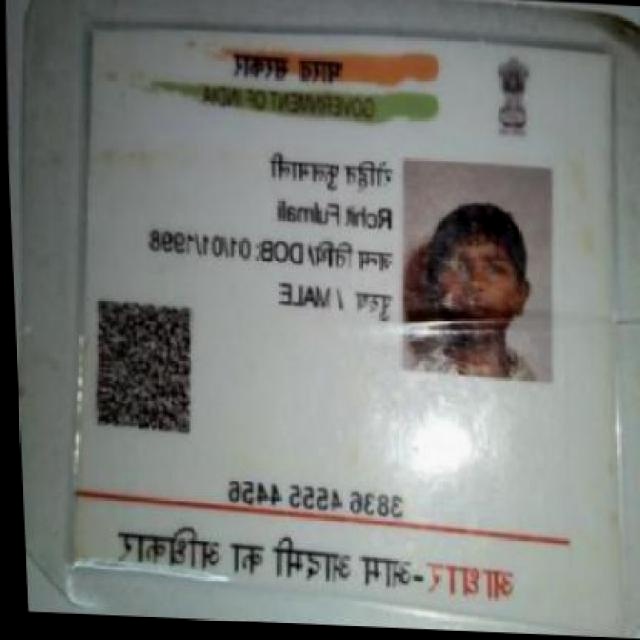 भारत सरकार
GOVERNMENT OF INDIA
रोहित फुलमाली
Rohit Fulmali
जन्म तिथि/ DOB: 01/01/1998
पुरुष / MALE
3836 4555 4456
आधार-आम आदमी का अधिकार